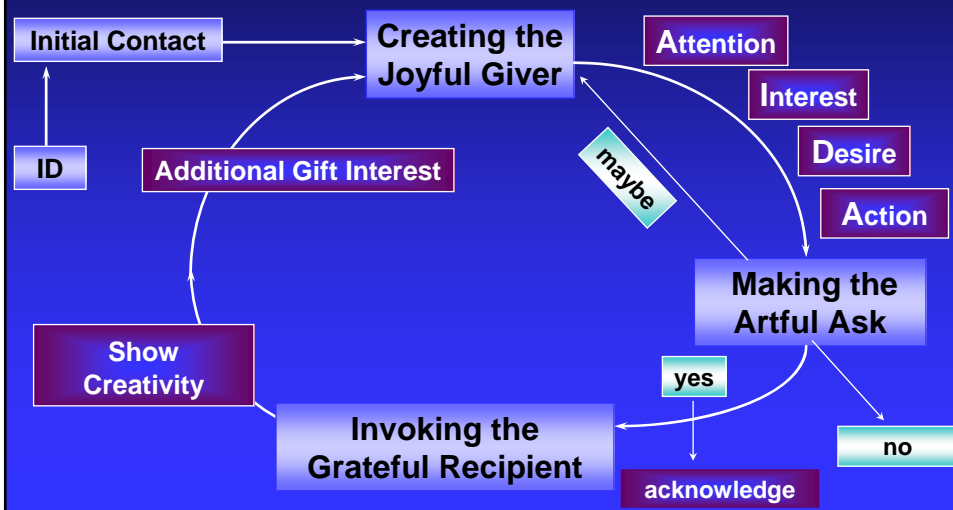 Initial Contact
Creating the
Joyful Giver
Attention
Interest
Desire
Action
ID
Additional Gift Interest
maybe
Making the
Artful Ask
Show
Creativity
yes
Invoking the
Grateful Recipient
no
acknowledge